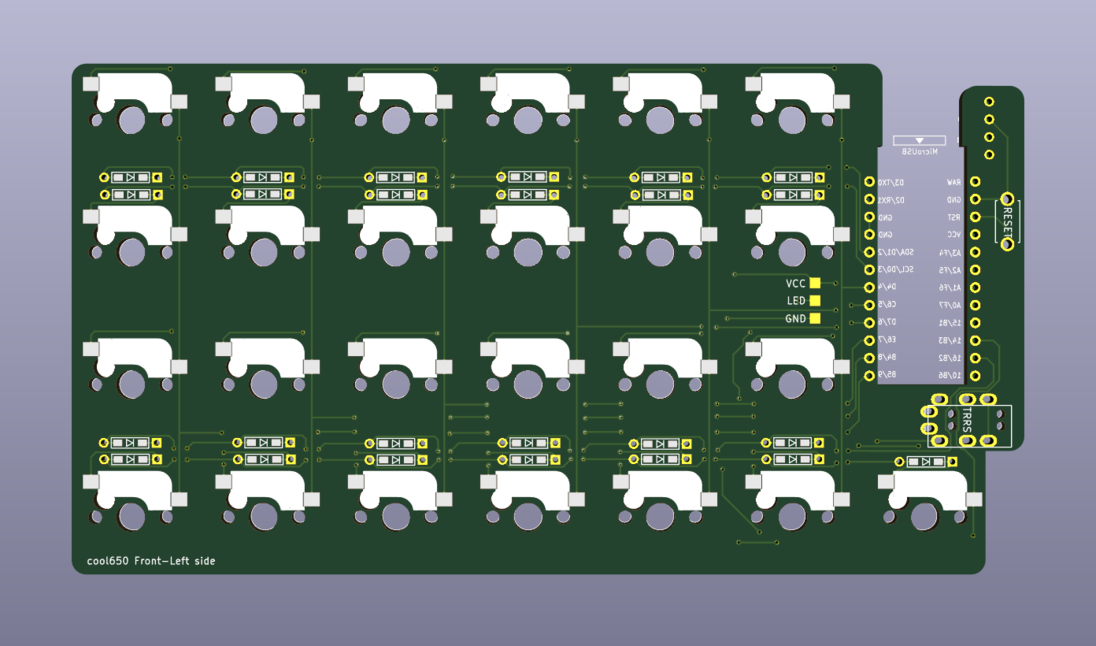 MicroUSB
D3/TX0
RAW
D2/RX1
GND
GND
RST
RESET
GND
VCC
2/D1/SDA
A3/F4
3/D0/SCL
A2/F5
4/D4
A1/F6
VCC
5/C6
A0/F7
LED
6/D7
15/B1
GND
7/E6
14/B3
8/B4
16/B2
9/B5
10/B6
TRRS
cool650 Front-Left side